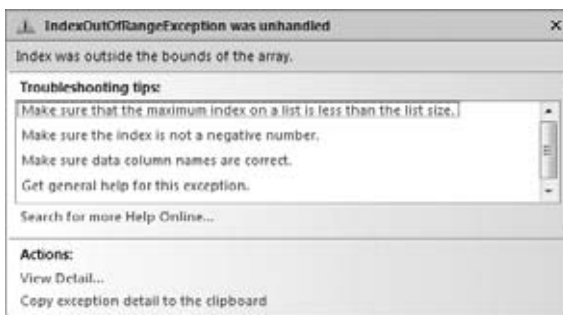 IndexOutOfRangeException was unhandled
Index was outside the bounds of the array.
Troubleshooting tips:
Make sure that the maximum index on a list is less than the list size.
Make sure the index is not a negative number.
Make sure data column names are correct.
Get general help for this exception.
Search for more Help Online...
Actions:
View Detail...
Copy exception detail to the clipboard